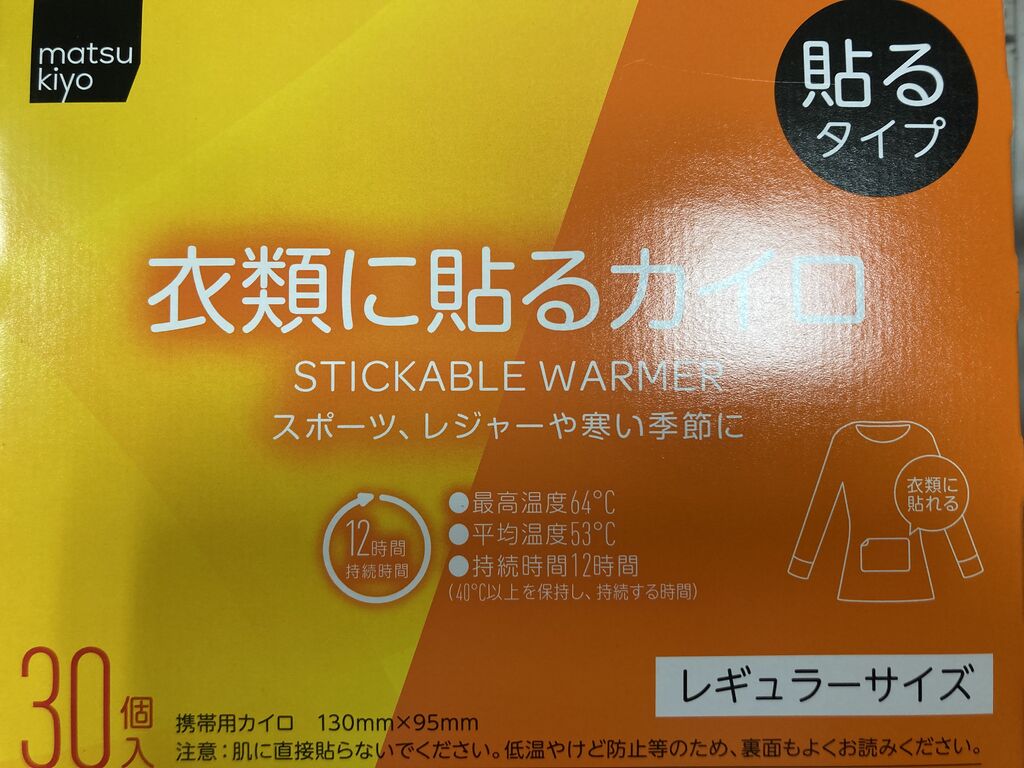 matsu
kiyo
貼る
タイプ
衣類に貼るカイロ
STICKABLE WARMER
スポーツ、レジャーや寒い季節に
衣類に
貼れる
12時間
持続時間
●最高温度64℃
●平均温度53℃
●持続時間12時間
(40℃以上を保持し、持続する時間)
レギュラーサイズ
30個入
携帯用カイロ 130mm×95mm
注意:肌に直接貼らないでください。低温やけど防止等のため、裏面もよくお読みください。